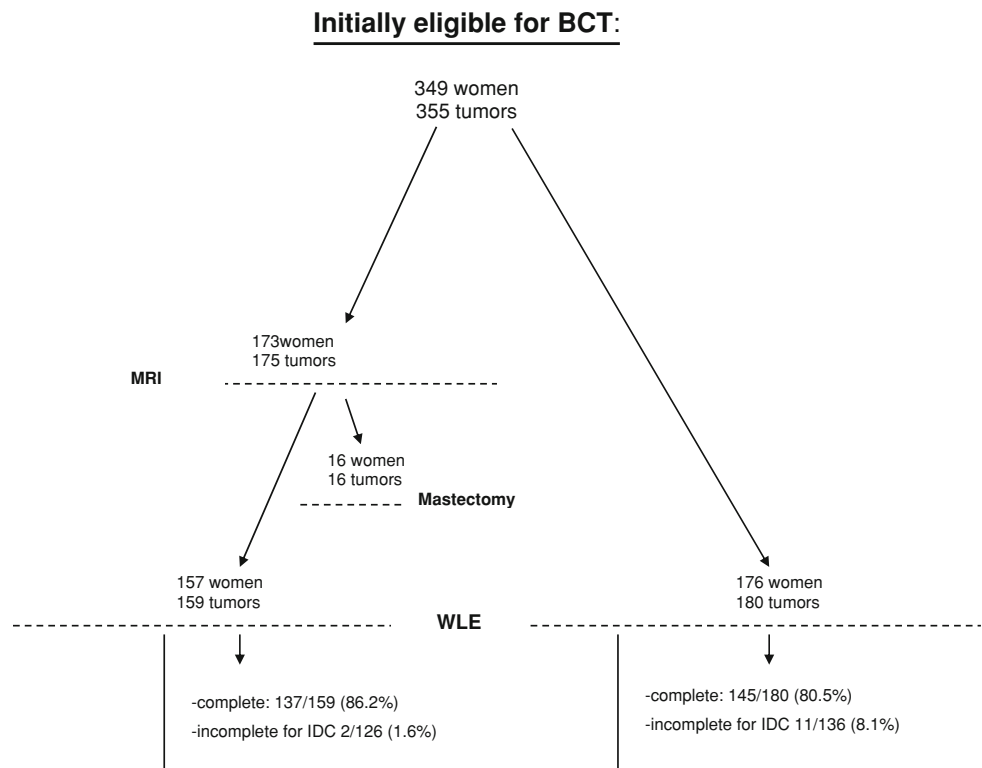 Initially eligible for BCT:
349 women
355 tumors
173women
175 tumors
MRI
16 women
16 tumors
Mastectomy
157 women
159 tumors
176 women
180 tumors
WLE
-complete: 137/159 (86.2%)
-incomplete for IDC 2/126 (1.6%)
-complete: 145/180 (80.5%)
-incomplete for IDC 11/136 (8.1%)